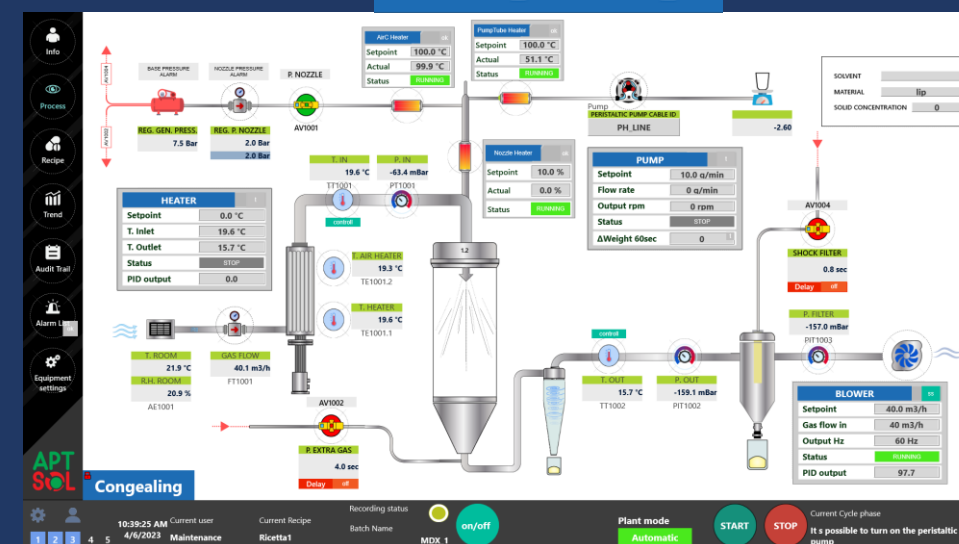 Info
Process
Recipe
Trend
Audit Trail
Alarm Li
ok
Equipment
settings
APT
SOL
AV1004
AV1002
BASE PRESSURE
ALARM
REG. GEN. PRESS.
7.5 Bar
NOZZLE PRESSURE
ALARM
REG. P. NOZZLE
2.0 Bar
2.0 Bar
P. NOZZLE
AV1001
AirC Heater
Setpoint 100.0 °C
Actual 99.9 °C
Status RUNNING
PumpTube Heater
Setpoint 100.0 °C
Actual 51.1 °C
Status RUNNING
Pump
PERISTALTIC PUMP CABLE ID
PH_LINE
-2.60
SOLVENT
MATERIAL lip
SOLID CONCENTRATION 0
T. IN
19.6 °C
TT1001
controll
P. IN
-63.4 mBar
PT1001
Nozzle Heater
Setpoint 10.0 %
Actual 0.0 %
Status RUNNING
PUMP
Setpoint 10.0 g/min
Flow rate 0 g/min
Output rpm 0 rpm
Status STOP
ΔWeight 60sec 0
HEATER
Setpoint 0.0 °C
T. Inlet 19.6 °C
T. Outlet 15.7 °C
Status STOP
PID output 0.0
T. AIR HEATER
19.3 °C
TE1001.2
T. HEATER
19.6 °C
TE1001.1
1.2
AV1004
SHOCK FILTER
0.8 sec
Delay off
T. ROOM
21.9 °C
R.H. ROOM
20.9 %
AE1001
GAS FLOW
40.1 m3/h
FT1001
controll
T. OUT
15.7 °C
TT1002
P. OUT
-159.1 mBar
PIT1002
P. FILTER
-157.0 mBar
PIT1003
AV1002
P. EXTRA GAS
4.0 sec
Delay off
BLOWER
Setpoint 40.0 m3/h
Gas flow in 40 m3/h
Output Hz 60 Hz
Status RUNNING
PID output 97.7
Congealing
1 2 3 4 5
10:39:25 AM
4/6/2023
Current user
Maintenance
Current Recipe
Ricetta1
Recording status
Batch Name
MDX_1
on/off
Plant mode
Automatic
START
STOP
Current Cycle phase
It s possible to turn on the peristaltic
pump